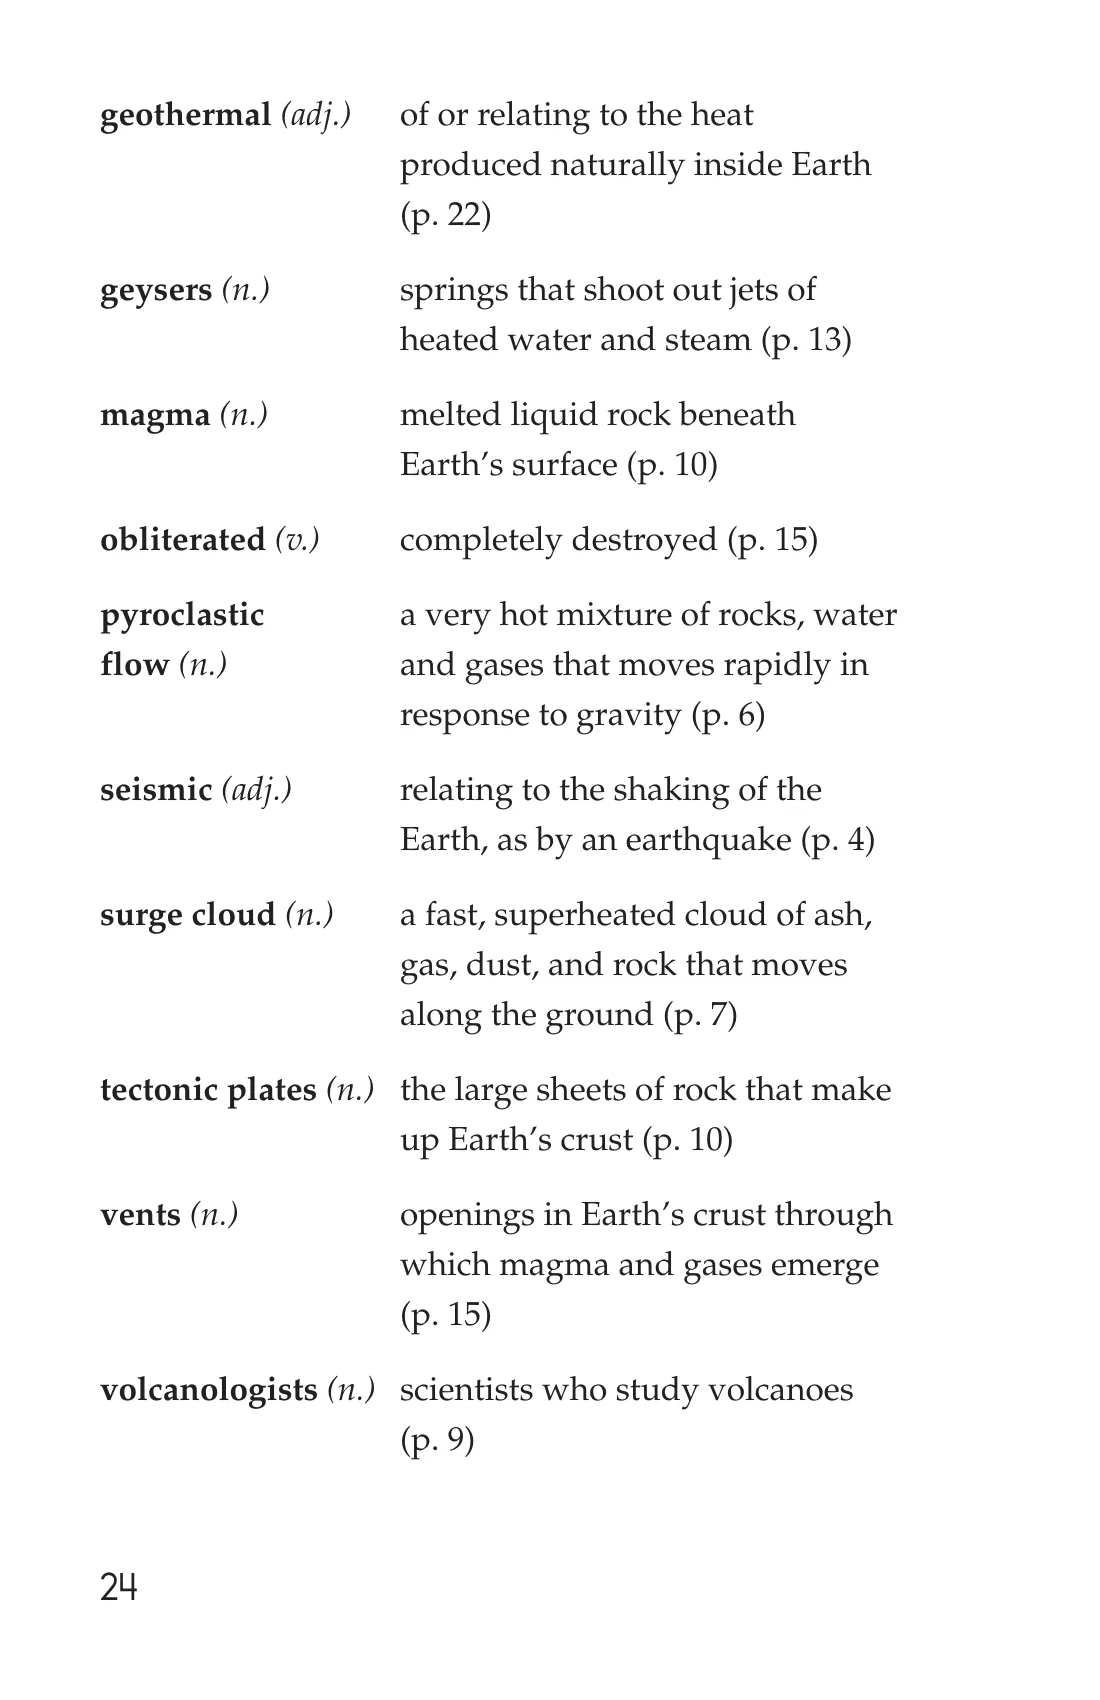 geothermal (adj.) of or relating to the heat
produced naturally inside Earth
(p. 22)
geysers (n.) springs that shoot out jets of
heated water and steam (p. 13)
magma (n.) melted liquid rock beneath
Earth’s surface (p. 10)
obliterated (v.) completely destroyed (p. 15)
pyroclastic a very hot mixture of rocks, water
flow (n.) and gases that moves rapidly in
response to gravity (p. 6)
seismic (adj.) relating to the shaking of the
Earth, as by an earthquake (p. 4)
surge cloud (n.) a fast, superheated cloud of ash,
gas, dust, and rock that moves
along the ground (p. 7)
tectonic plates (n.) the large sheets of rock that make
up Earth’s crust (p. 10)
vents (n.) openings in Earth’s crust through
which magma and gases emerge
(p. 15)
volcanologists (n.) scientists who study volcanoes
(p. 9)
24